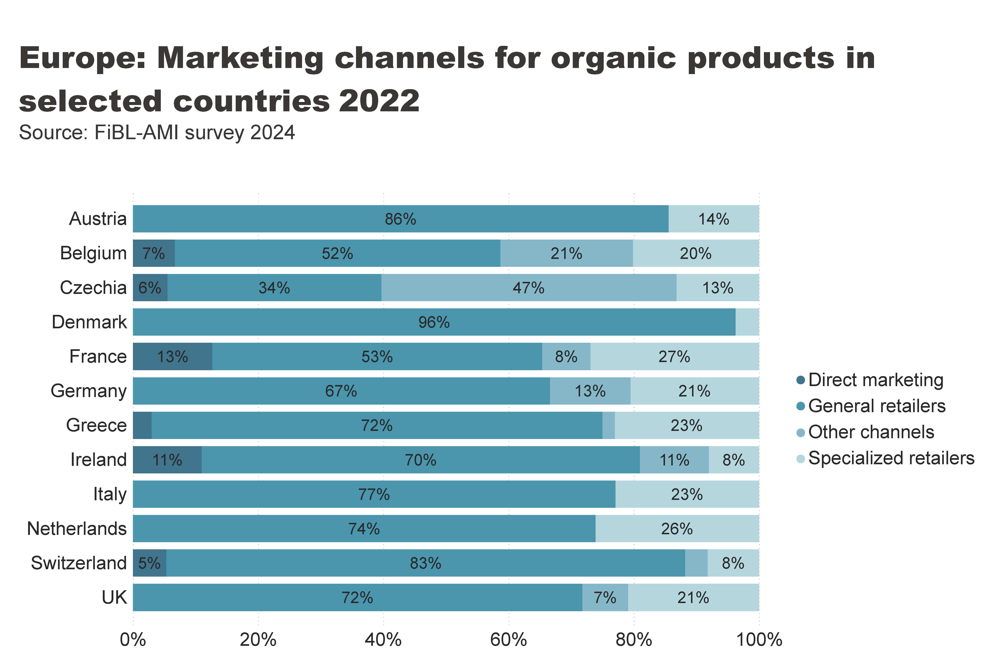 Europe: Marketing channels for organic products in
selected countries 2022
Source: FiBL-AMI survey 2024
Austria 86% 14%
Belgium 7% 52% 21% 20%
Czechia 6% 34% 47% 13%
Denmark 96%
France 13% 53% 8% 27%
Germany 67% 13% 21%
Greece 72% 23%
Ireland 11% 70% 11% 8%
Italy 77% 23%
Netherlands 74% 26%
Switzerland 5% 83% 8%
UK 72% 7% 21%
0% 20% 40% 60% 80% 100%
Direct marketing
General retailers
Other channels
Specialized retailers